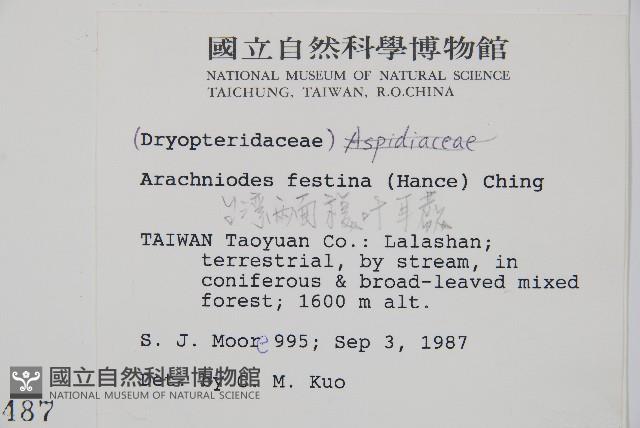 國立自然科學博物館
NATIONAL MUSEUM OF NATURAL SCIENCE
TAICHUNG, TAIWAN, R.O.CHINA
(Dryopteridaceae) Aspidiaceae
Arachniodes festina (Hance) Ching
台灣兩面複叶耳蕨
TAIWAN Taoyuan Co.: Lalashan;
terrestrial, by stream, in
coniferous & broad-leaved mixed
forest; 1600 m alt.
S. J. Moore 995; Sep 3, 1987
Det. by C. M. Kuo
國立自然科學博物館
NATIONAL MUSEUM OF NATURAL SCIENCE
487